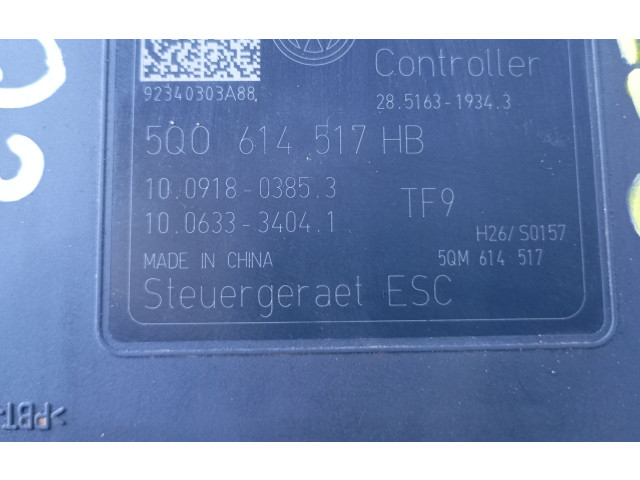 Controller
92340303A88
28.5163-1934.3
5Q0 614 517 HB
10.0918-0385.3
TF9
10.0633-3404.1
H26/S0157
MADE IN CHINA
5QM 614 517
Steuergeraet ESC
>PBT-